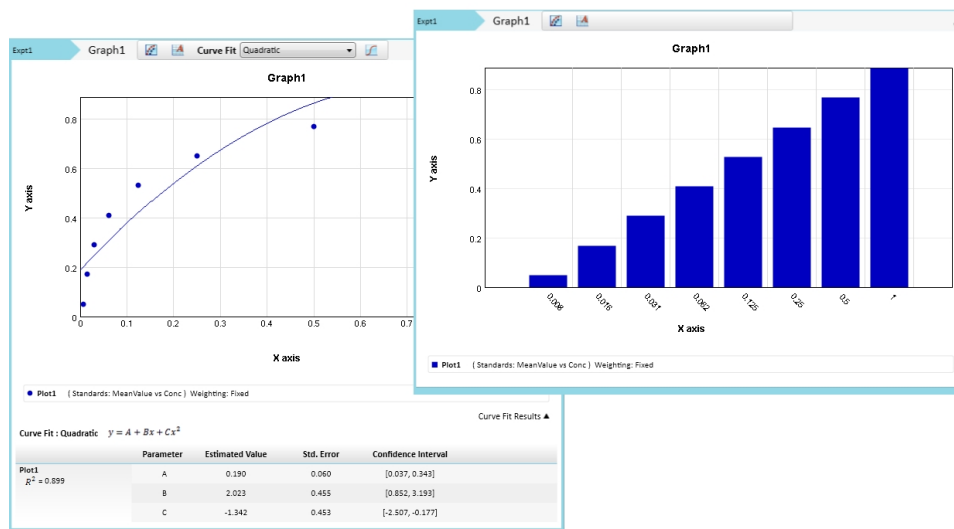 Expt1 Graph1 Curve Fit Quadratic
Graph1
Y axis
0.8
0.6
0.4
0.2
0
0 0.1 0.2 0.3 0.4 0.5 0.6 0.7
X axis
Plot1 ( Standards: MeanValue vs Conc ) Weighting: Fixed
Curve Fit Results ▲
Curve Fit : Quadratic y = A + Bx + Cx²
Parameter Estimated Value Std. Error Confidence Interval
Plot1
R² = 0.899
A 0.190 0.060 [0.037, 0.343]
B 2.023 0.455 [0.852, 3.193]
C -1.342 0.453 [-2.507, -0.177]
Expt1 Graph1
Graph1
Y axis
0.8
0.6
0.4
0.2
0
0.008 0.016 0.031 0.062 0.125 0.25 0.5 1
X axis
Plot1 ( Standards: MeanValue vs Conc ) Weighting: Fixed